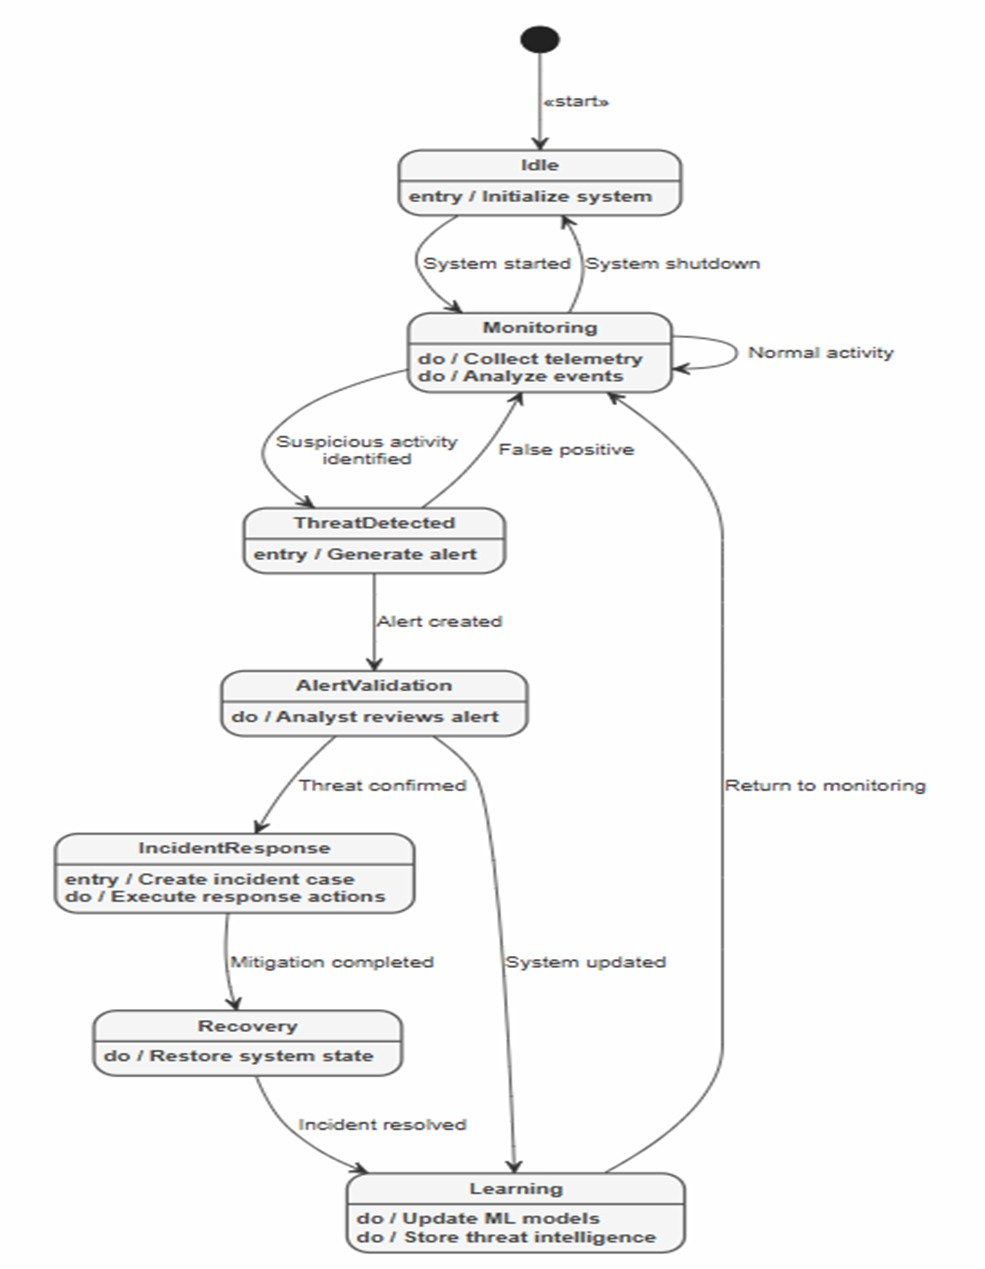 «start»
Idle
entry / Initialize system
System started
System shutdown
Monitoring
do / Collect telemetry
do / Analyze events
Normal activity
Suspicious activity
identified
False positive
ThreatDetected
entry / Generate alert
Alert created
AlertValidation
do / Analyst reviews alert
Threat confirmed
Return to monitoring
IncidentResponse
entry / Create incident case
do / Execute response actions
Mitigation completed
System updated
Recovery
do / Restore system state
Incident resolved
Learning
do / Update ML models
do / Store threat intelligence